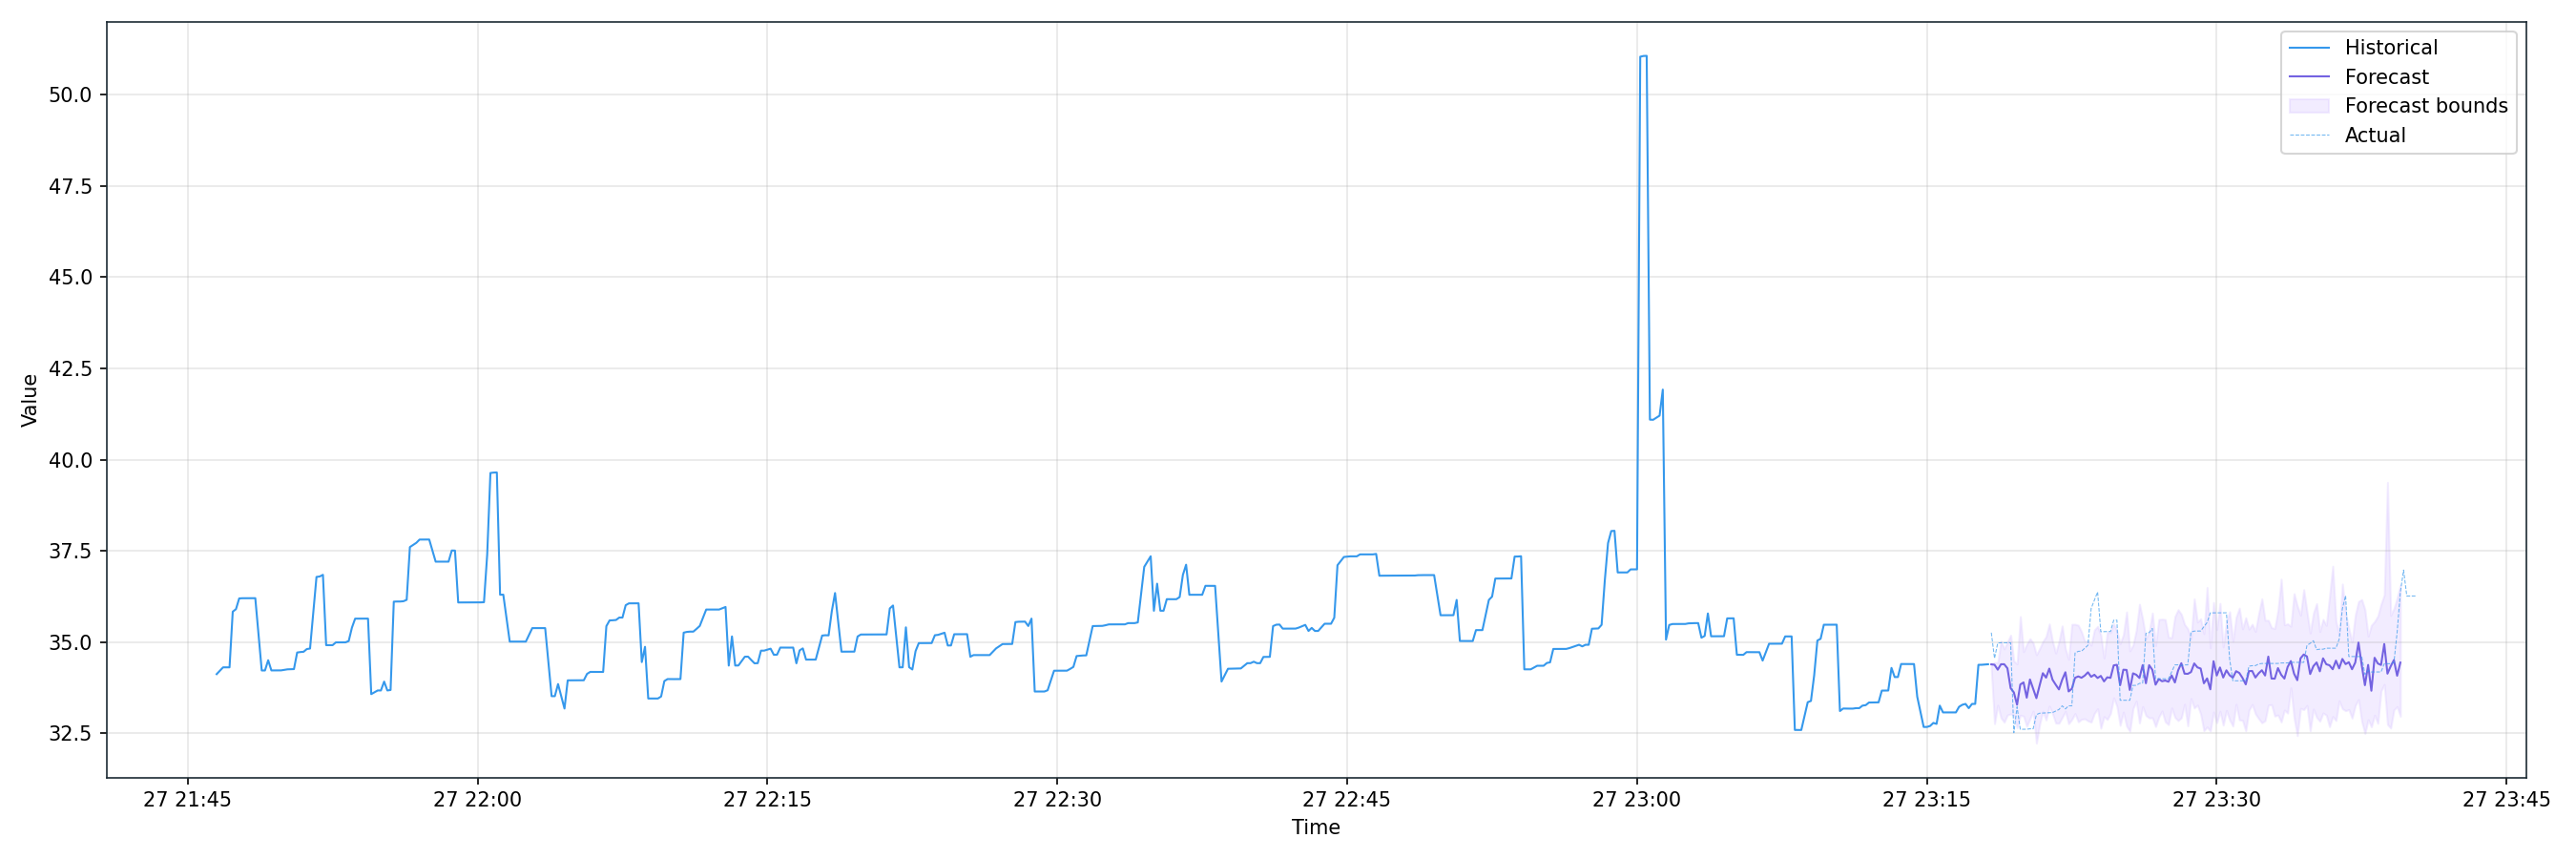 Historical
Forecast
Forecast bounds
Actual
50.0
47.5
45.0
42.5
40.0
37.5
35.0
32.5
Value
27 21:45
27 22:00
27 22:15
27 22:30
27 22:45
27 23:00
27 23:15
27 23:30
27 23:45
Time